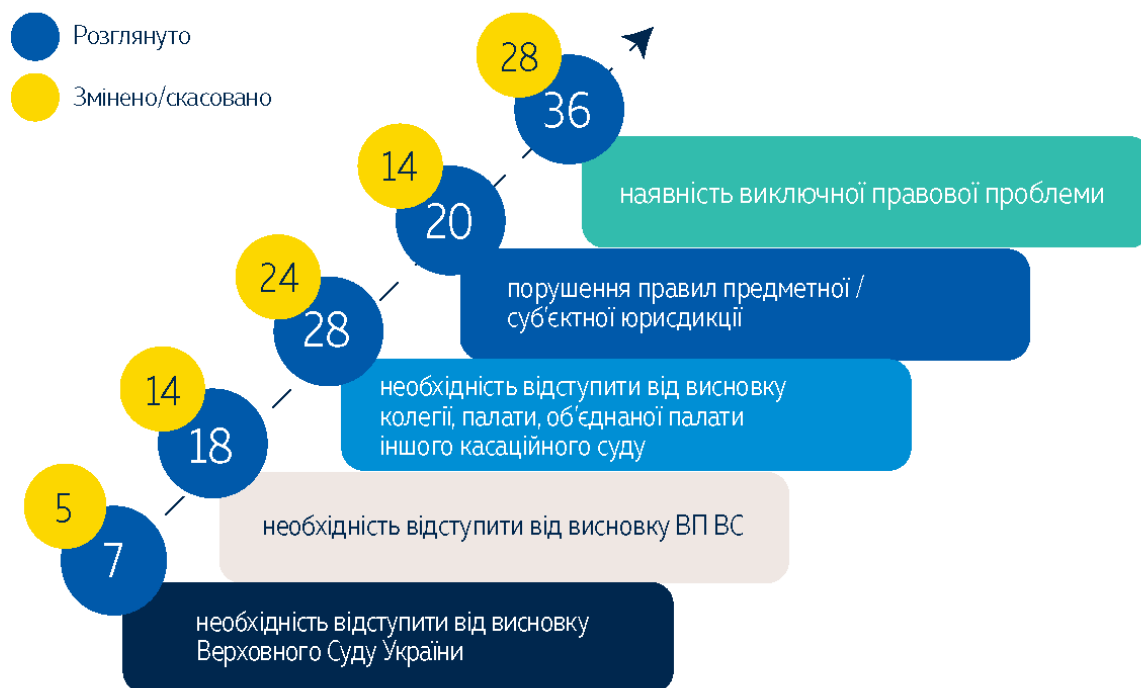 Розглянуто
Змінено/скасовано
28
36
наявність виключної правової проблеми
14
20
порушення правил предметної /
суб’єктної юрисдикції
24
28
необхідність відступити від висновку
колегії, палати, об’єднаної палати
іншого касаційного суду
14
18
необхідність відступити від висновку ВП ВС
5
7
необхідність відступити від висновку
Верховного Суду України